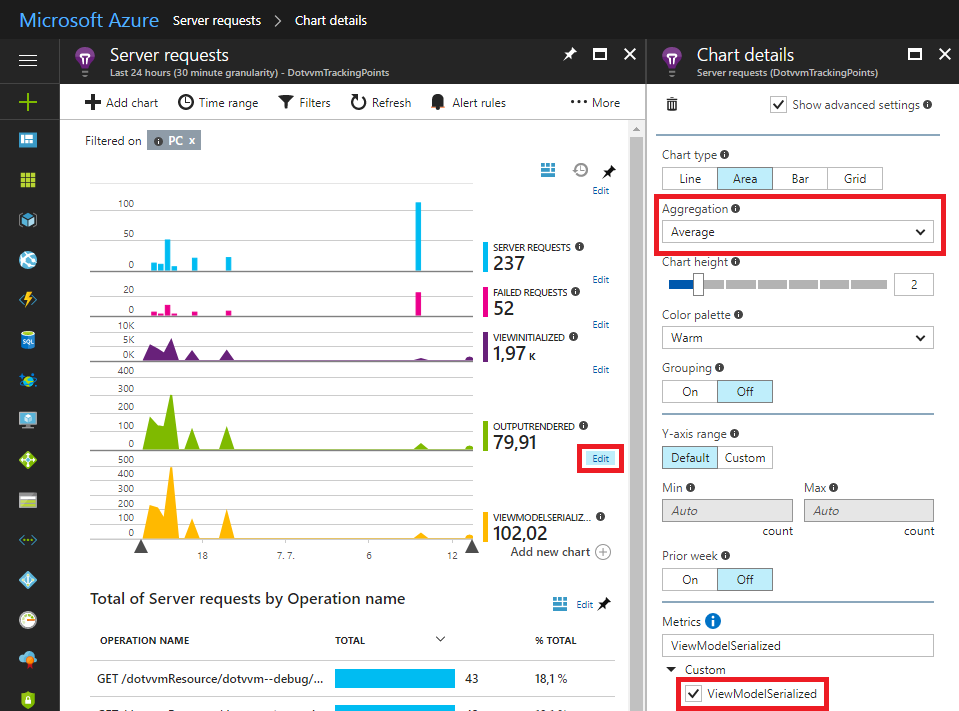 Microsoft Azure Server requests > Chart details
Server requests
Last 24 hours (30 minute granularity) - DotvvmTrackingPoints
Add chart Time range Filters Refresh Alert rules ··· More
Filtered on PC x
Edit
100
50
0
SERVER REQUESTS
237
Edit
20
0
FAILED REQUESTS
52
Edit
10K
5K
0K
VIEWINITIALIZED
1,97 K
Edit
400
300
200
100
0
OUTPUTRENDERED
79,91
Edit
500
400
300
200
100
0
VIEWMODELSERIALIZ...
102,02
18 7. 7. 6 12
Add new chart
Total of Server requests by Operation name
Edit
OPERATION NAME TOTAL % TOTAL
GET /dotvvmResource/dotvvm--debug/... 43 18,1 %
Chart details
Server requests (DotvvmTrackingPoints)
Show advanced settings
Chart type
Line Area Bar Grid
Aggregation
Average
Chart height
2
Color palette
Warm
Grouping
On Off
Y-axis range
Default Custom
Min Max
Auto Auto
count count
Prior week
On Off
Metrics
ViewModelSerialized
Custom
ViewModelSerialized
SQL